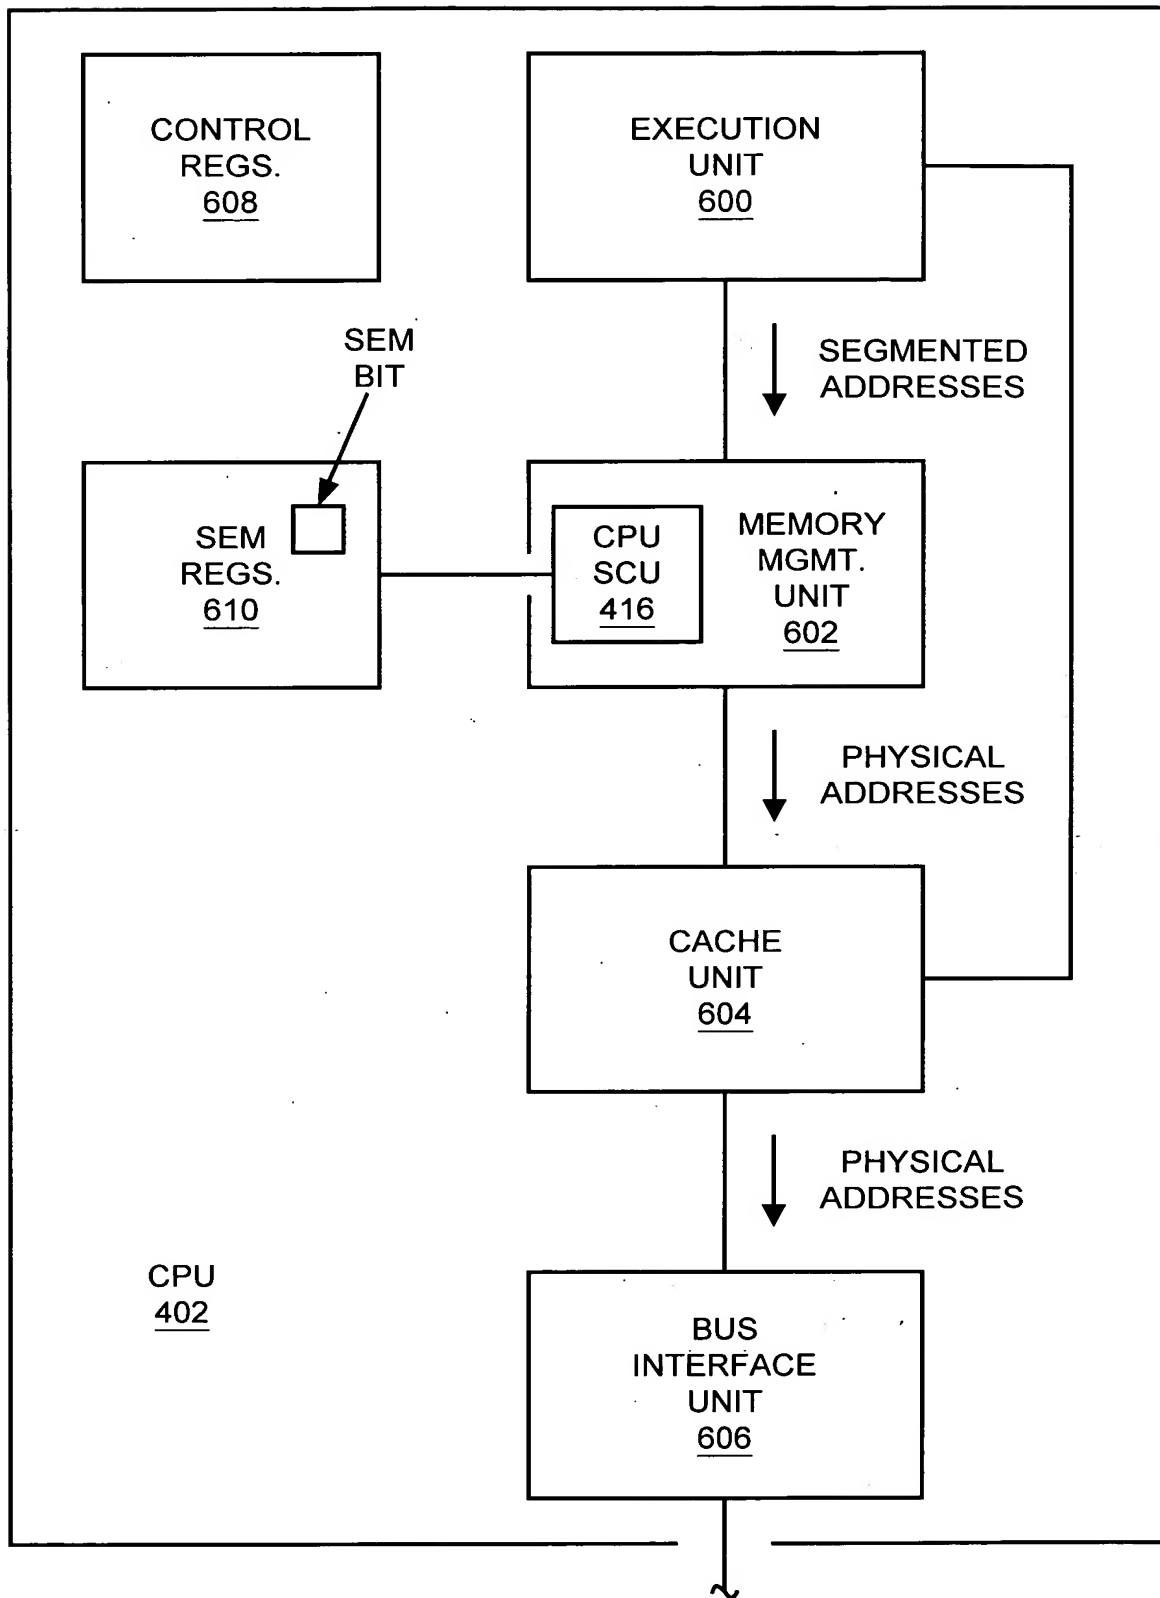 CONTROL
REGS.
608
EXECUTION
UNIT
600
SEM
BIT
SEGMENTED
ADDRESSES
SEM
REGS.
610
CPU
SCU
416
MEMORY
MGMT.
UNIT
602
PHYSICAL
ADDRESSES
CACHE
UNIT
604
PHYSICAL
ADDRESSES
CPU
402
BUS
INTERFACE
UNIT
606